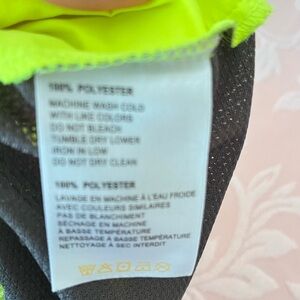 100% POLYESTER
MACHINE WASH COLD
WITH LIKE COLORS
DO NOT BLEACH
TUMBLE DRY LOWER
IRON IN LOW
DO NOT DRY CLEAN
100% POLYESTER
LAVAGE EN MACHINE À L'EAU FROIDE
AVEC COULEURS SIMILAIRES
PAS DE BLANCHIMENT
SÉCHAGE EN MACHINE
À BASSE TEMPÉRATURE
REPASSAGE À BASSE TEMPÉRATURE
NETTOYAGE À SEC INTERDIT